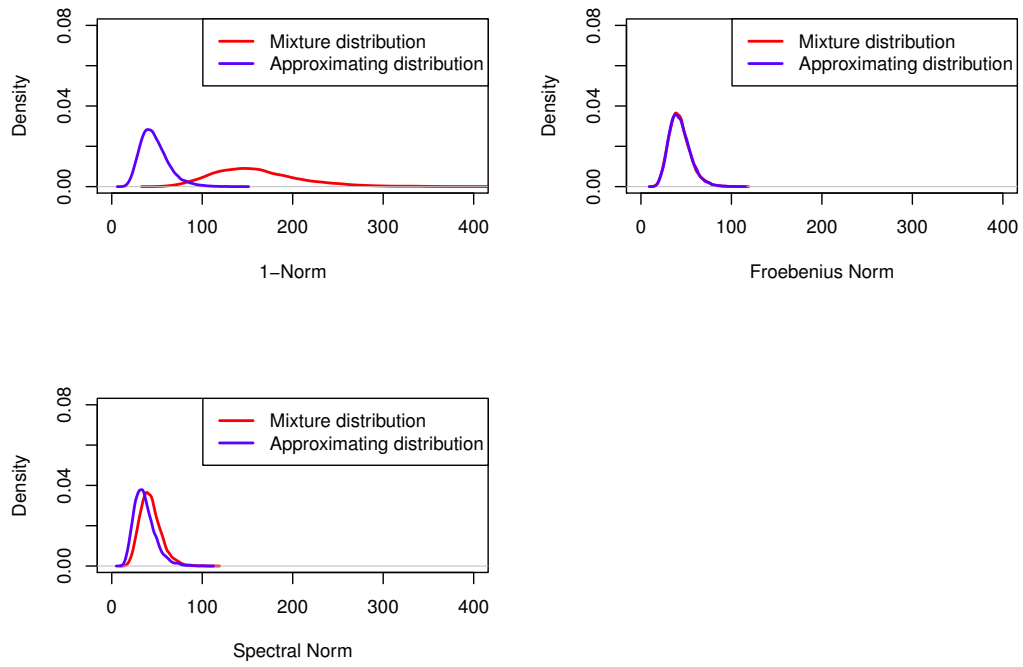 Density
0.00
0.04
0.08
Mixture distribution
Approximating distribution
0
100
200
300
400
1−Norm
Density
0.00
0.04
0.08
Mixture distribution
Approximating distribution
0
100
200
300
400
Froebenius Norm
Density
0.00
0.04
0.08
Mixture distribution
Approximating distribution
0
100
200
300
400
Spectral Norm